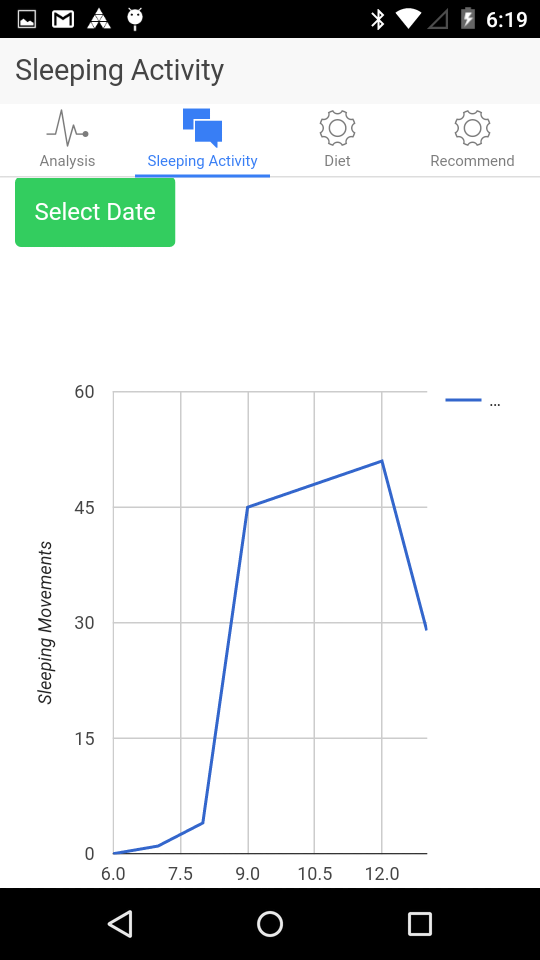 6:19
Sleeping Activity
Analysis
Sleeping Activity
Diet
Recommend
Select Date
60
...
45
30
15
0
Sleeping Movements
6.0 7.5 9.0 10.5 12.0